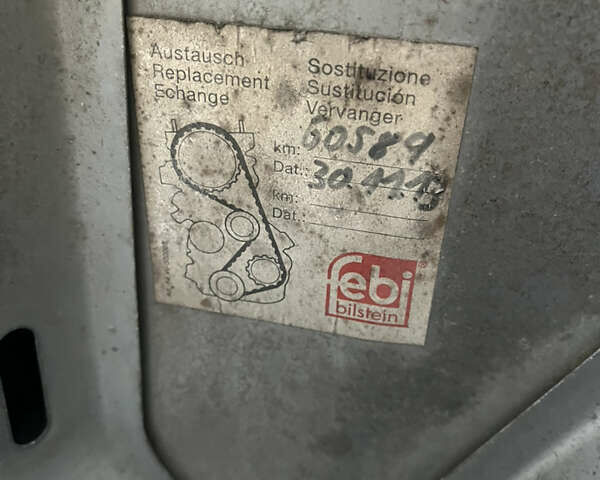 Austausch
Replacement
Echange
Sostituzione
Sustitución
Vervanger
km: 60589
Dat.: 30.11.13
km:
Dat.:
febi
bilstein